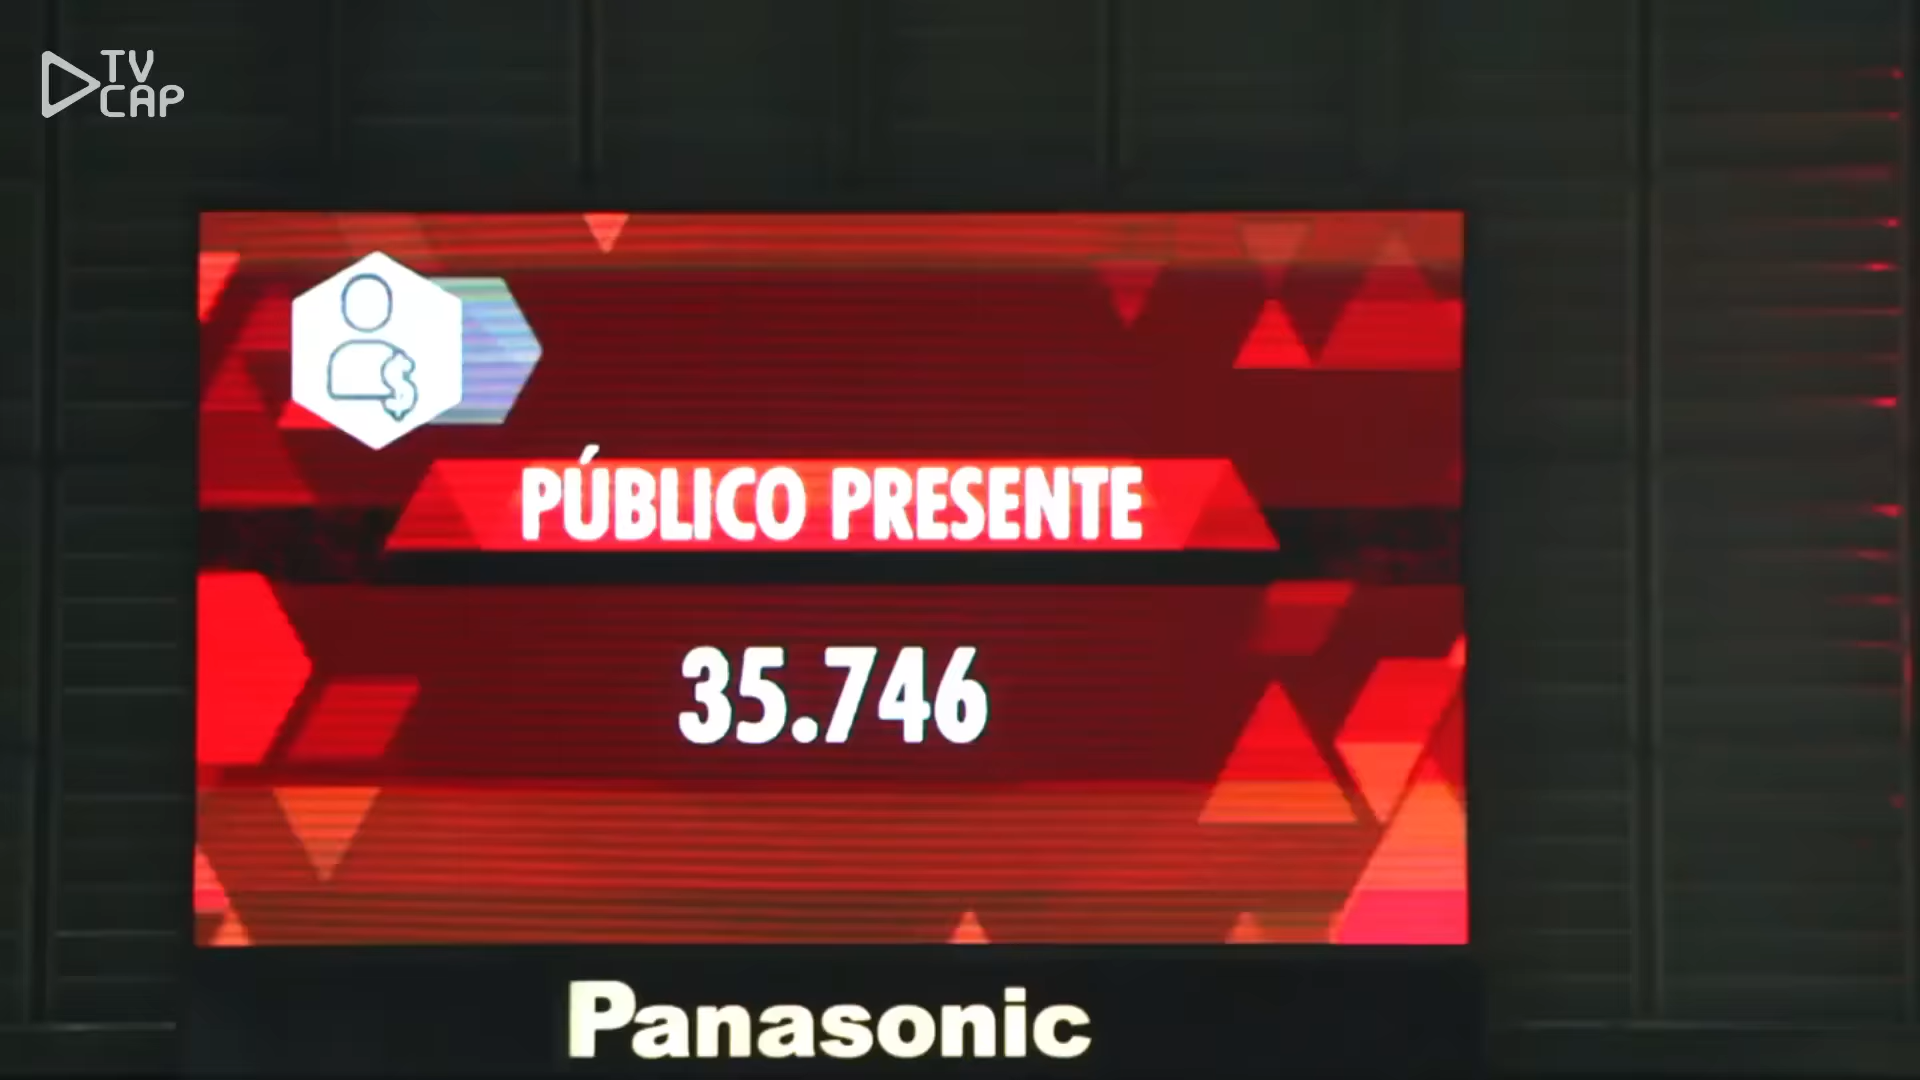 TV
CAP
$
PÚBLICO PRESENTE
35.746
Panasonic